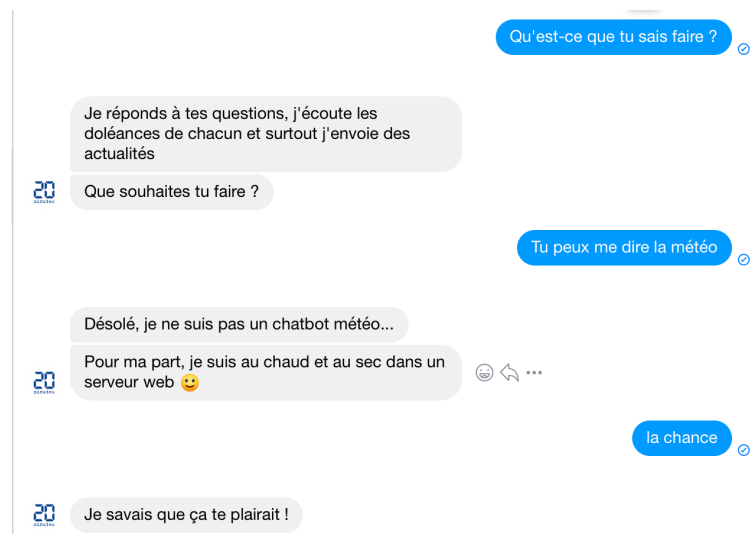 Qu'est-ce que tu sais faire ?
Je réponds à tes questions, j'écoute les
doléances de chacun et surtout j'envoie des
actualités
Que souhaites tu faire ?
20
minutes
Tu peux me dire la météo
Désolé, je ne suis pas un chatbot météo...
Pour ma part, je suis au chaud et au sec dans un
serveur web 🙂
20
minutes
la chance
Je savais que ça te plairait !
20
minutes